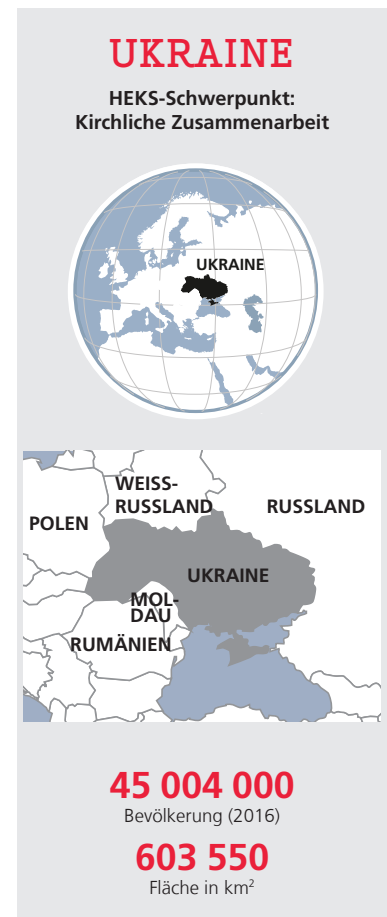 UKRAINE
HEKS-Schwerpunkt:
Kirchliche Zusammenarbeit
UKRAINE
WEISS-
RUSSLAND
RUSSLAND
POLEN
UKRAINE
MOL-
DAU
RUMÄNIEN
45 004 000
Bevölkerung (2016)
603 550
Fläche in km²